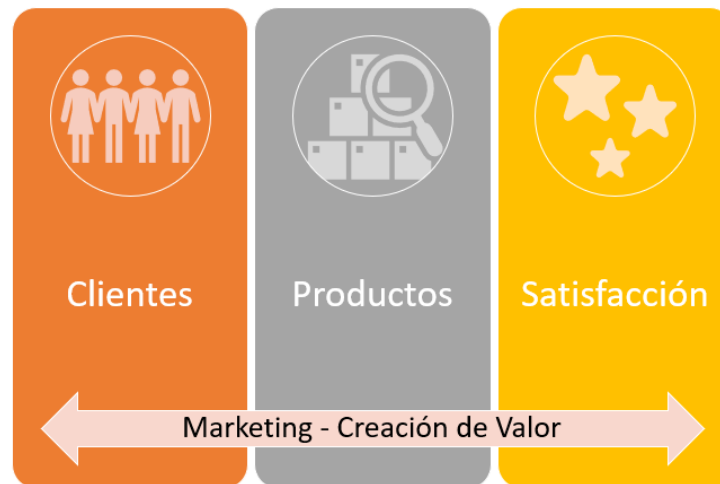 Clientes
Productos
Satisfacción
Marketing - Creación de Valor